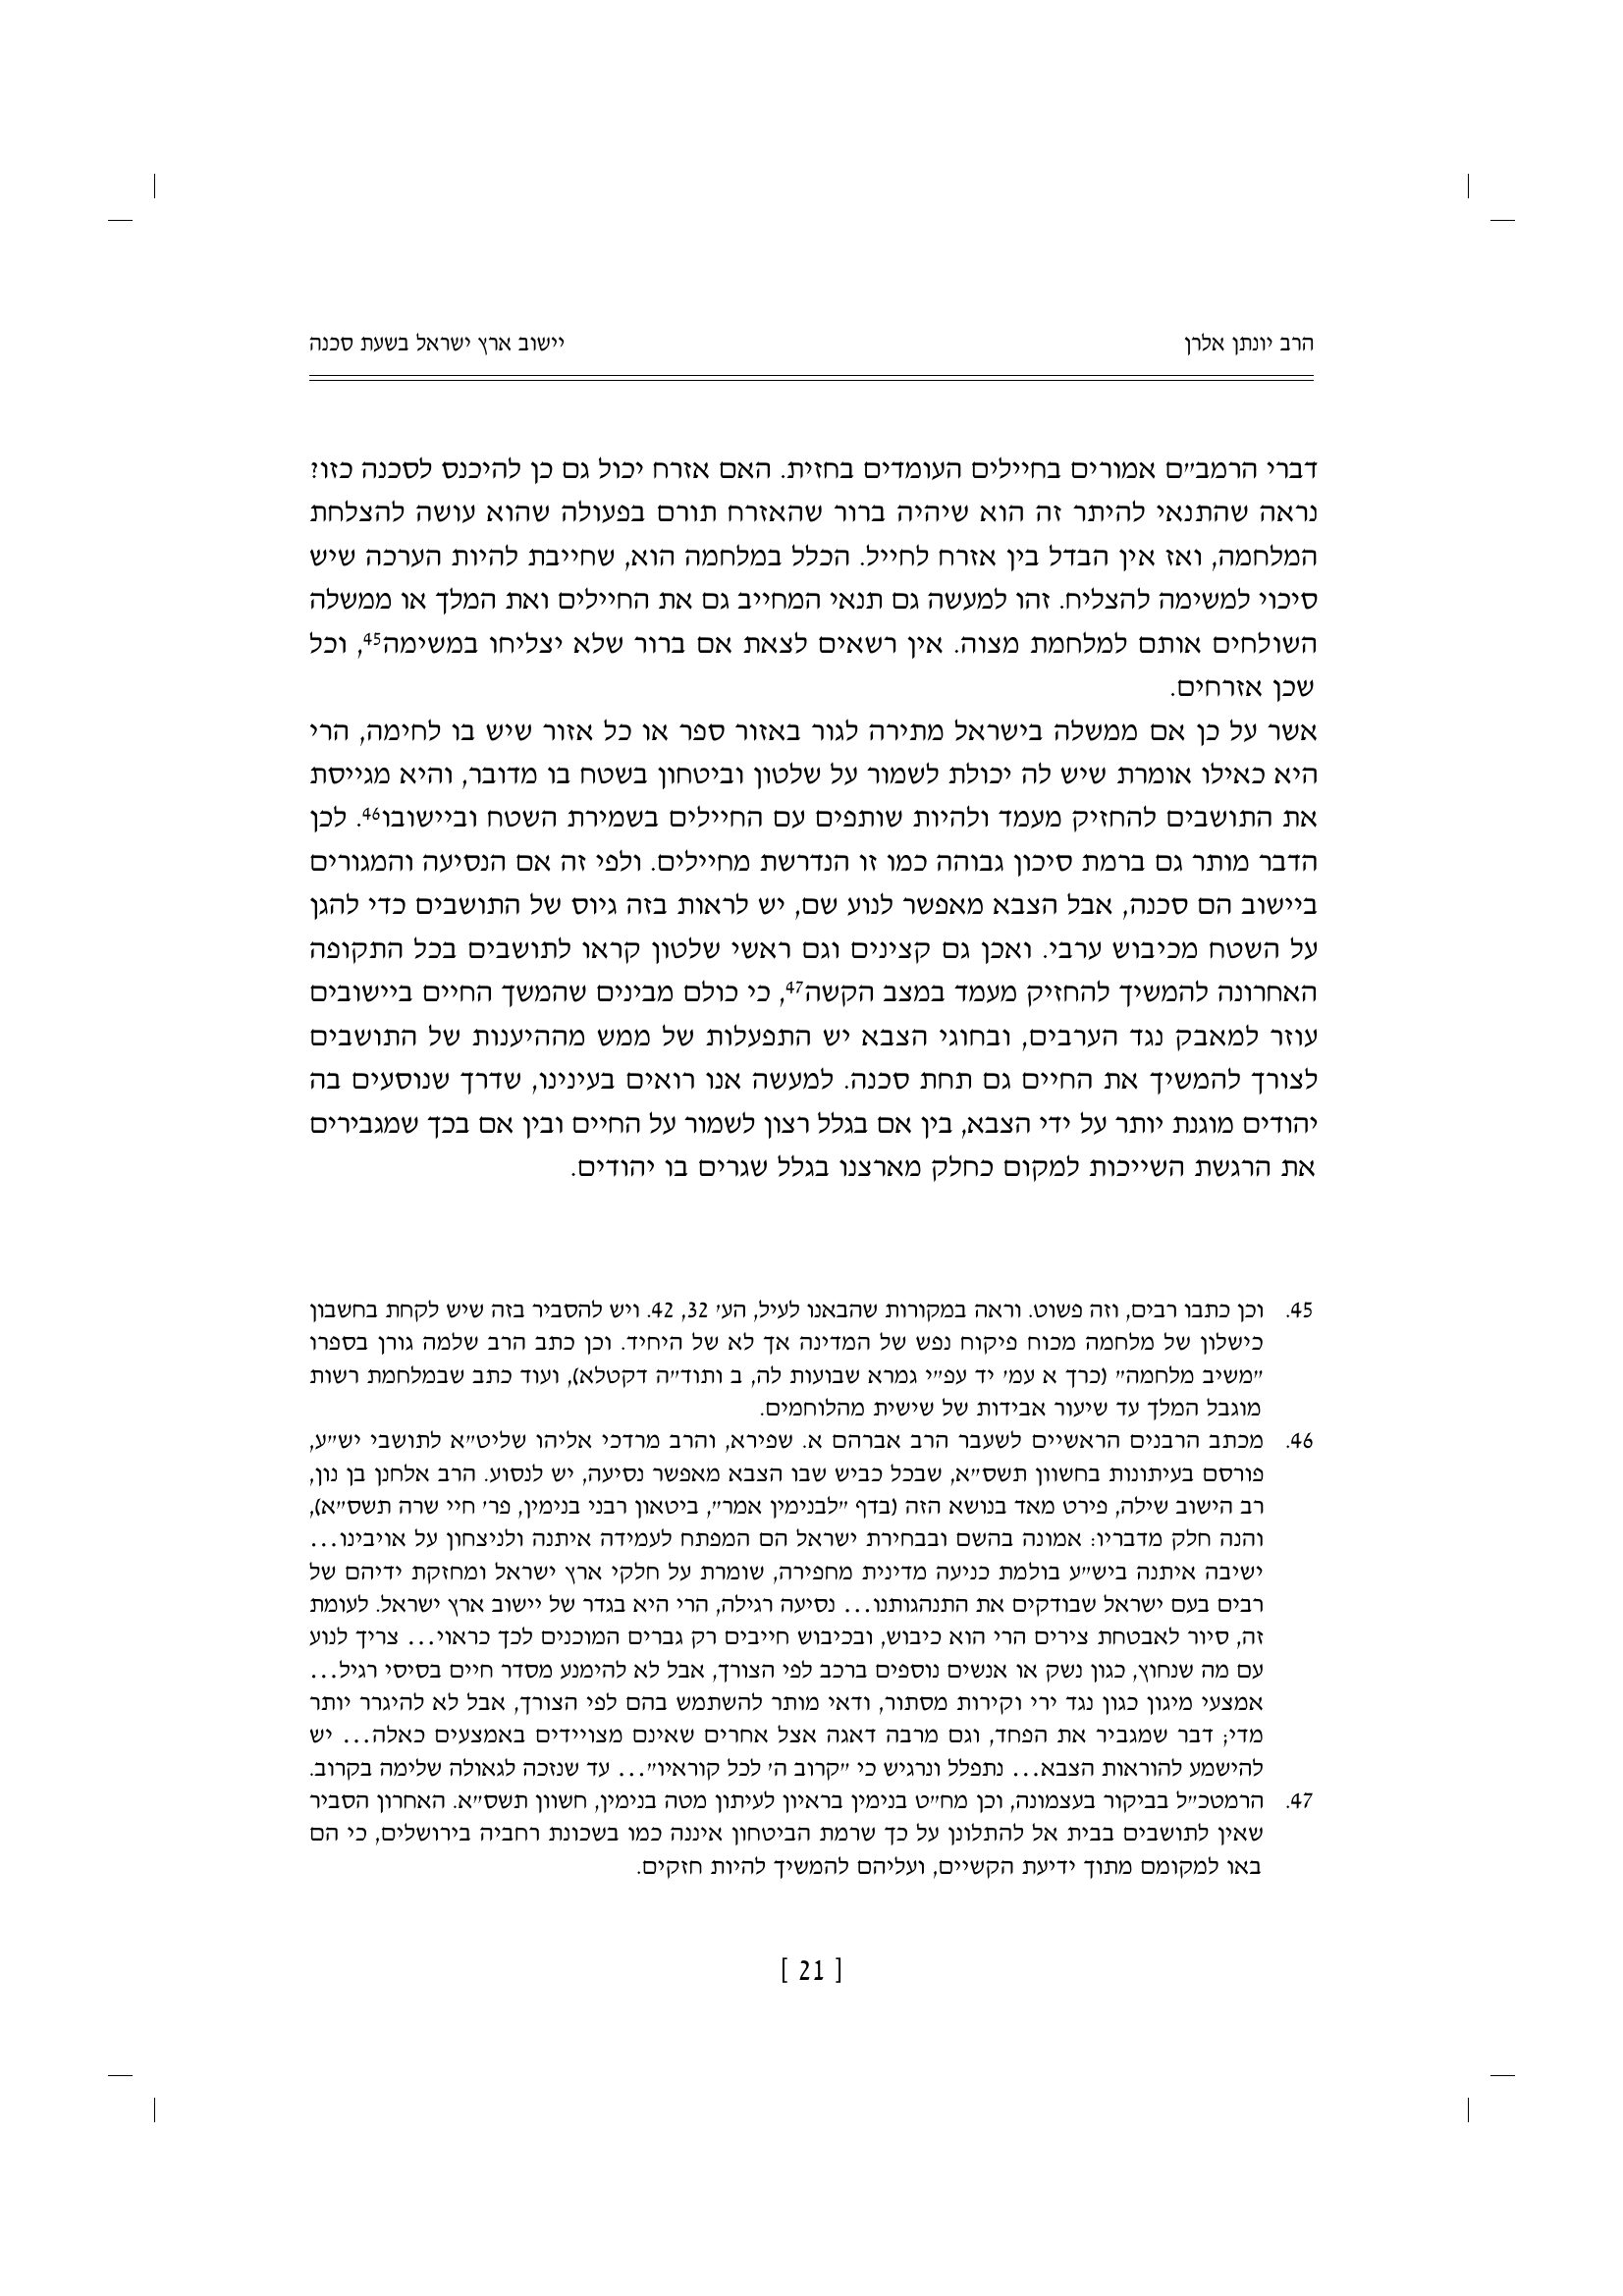 הרב יונתן אלרן
יישוב ארץ ישראל בשעת סכנה
דברי הרמב״ם אמורים בחיילים העומדים בחזית. האם אזרח יכול גם כן להיכנס לסכנה כזו?
נראה שהתנאי להיתר זה הוא שיהיה ברור שהאזרח תורם בפעולה שהוא עושה להצלחת
המלחמה, ואז אין הבדל בין אזרח לחייל. הכלל במלחמה הוא, שחייבת להיות הערכה שיש
סיכוי למשימה להצליח. זהו למעשה גם תנאי המחייב גם את החיילים ואת המלך או ממשלה
השולחים אותם למלחמת מצוה. אין רשאים לצאת אם ברור שלא יצליחו במשימה45, וכל
שכן אזרחים.
אשר על כן אם ממשלה בישראל מתירה לגור באזור ספר או כל אזור שיש בו לחימה, הרי
היא כאילו אומרת שיש לה יכולת לשמור על שלטון וביטחון בשטח בו מדובר, והיא מגייסת
את התושבים להחזיק מעמד ולהיות שותפים עם החיילים בשמירת השטח וביישובו46. לכן
הדבר מותר גם ברמת סיכון גבוהה כמו זו הנדרשת מחיילים. ולפי זה אם הנסיעה והמגורים
ביישוב הם סכנה, אבל הצבא מאפשר לנוע שם, יש לראות בזה גיוס של התושבים כדי להגן
על השטח מכיבוש ערבי. ואכן גם קצינים וגם ראשי שלטון קראו לתושבים בכל התקופה
האחרונה להמשיך להחזיק מעמד במצב הקשה47, כי כולם מבינים שהמשך החיים ביישובים
עוזר למאבק נגד הערבים, ובחוגי הצבא יש התפעלות של ממש מההיענות של התושבים
לצורך להמשיך את החיים גם תחת סכנה. למעשה אנו רואים בעינינו, שדרך שנוסעים בה
יהודים מוגנת יותר על ידי הצבא, בין אם בגלל רצון לשמור על החיים ובין אם בכך שמגבירים
את הרגשת השייכות למקום כחלק מארצנו בגלל שגרים בו יהודים.
45. וכן כתבו רבים, וזה פשוט. וראה במקורות שהבאנו לעיל, הע׳ 32, 42. ויש להסביר בזה שיש לקחת בחשבון
כישלון של מלחמה מכוח פיקוח נפש של המדינה אך לא של היחיד. וכן כתב הרב שלמה גורן בספרו
״משיב מלחמה״ (כרך א עמ׳ יד עפ״י גמרא שבועות לה, ב ותוד״ה דקטלא), ועוד כתב שבמלחמת רשות
מוגבל המלך עד שיעור אבידות של שישית מהלוחמים.
46. מכתב הרבנים הראשיים לשעבר הרב אברהם א. שפירא, והרב מרדכי אליהו שליט״א לתושבי יש״ע,
פורסם בעיתונות בחשוון תשס״א, שבכל כביש שבו הצבא מאפשר נסיעה, יש לנסוע. הרב אלחנן בן נון,
רב הישוב שילה, פירט מאד בנושא הזה (בדף ״לבנימין אמר״, ביטאון רבני בנימין, פר׳ חיי שרה תשס״א),
והנה חלק מדבריו: אמונה בהשם ובבחירת ישראל הם המפתח לעמידה איתנה ולניצחון על אויבינו...
ישיבה איתנה ביש״ע בולמת כניעה מדינית מחפירה, שומרת על חלקי ארץ ישראל ומחזקת ידיהם של
רבים בעם ישראל שבודקים את התנהגותנו... נסיעה רגילה, הרי היא בגדר של יישוב ארץ ישראל. לעומת
זה, סיור לאבטחת צירים הרי הוא כיבוש, ובכיבוש חייבים רק גברים המוכנים לכך כראוי... צריך לנוע
עם מה שנחוץ, כגון נשק או אנשים נוספים ברכב לפי הצורך, אבל לא להימנע מסדר חיים בסיסי רגיל...
אמצעי מיגון כגון נגד ירי וקירות מסתור, ודאי מותר להשתמש בהם לפי הצורך, אבל לא להיגרר יותר
מדי; דבר שמגביר את הפחד, וגם מרבה דאגה אצל אחרים שאינם מצויידים באמצעים כאלה... יש
להישמע להוראות הצבא... נתפלל ונרגיש כי ״קרוב ה׳ לכל קוראיו״... עד שנזכה לגאולה שלימה בקרוב.
47. הרמטכ״ל בביקור בעצמונה, וכן מח״ט בנימין בראיון לעיתון מטה בנימין, חשוון תשס״א. האחרון הסביר
שאין לתושבים בבית אל להתלונן על כך שרמת הביטחון איננה כמו בשכונת רחביה בירושלים, כי הם
באו למקומם מתוך ידיעת הקשיים, ועליהם להמשיך להיות חזקים.
[ 21 ]